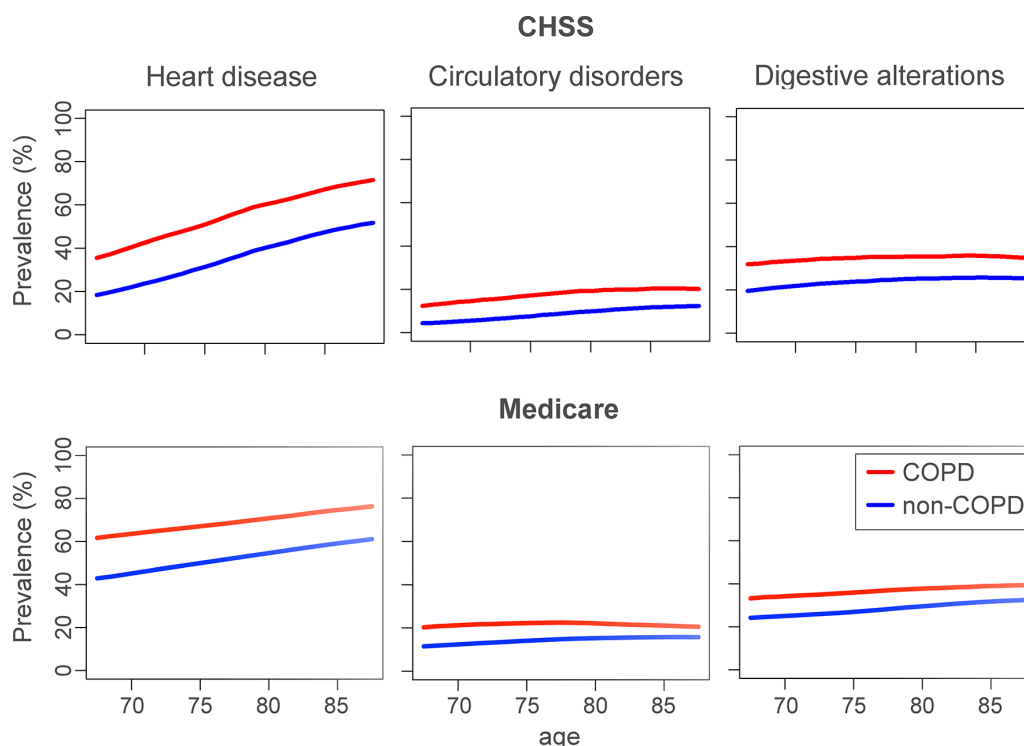 CHSS
Heart disease
Circulatory disorders
Digestive alterations
Prevalence (%)
100
80
60
40
20
0
Medicare
Prevalence (%)
100
80
60
40
20
0
COPD
non-COPD
70 75 80 85
70 75 80 85
70 75 80 85
age